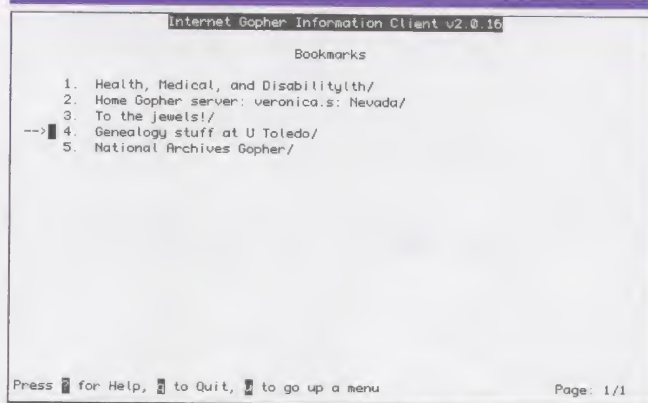 Internet Gopher Information Client v2.0.16
Bookmarks
1. Health, Medical, and Disabilitylth/
2. Home Gopher server: veronica.s: Nevada/
3. To the jewels!/
--> 4. Genealogy stuff at U Toledo/
5. National Archives Gopher/
Press ? for Help, q to Quit, u to go up a menu Page: 1/1